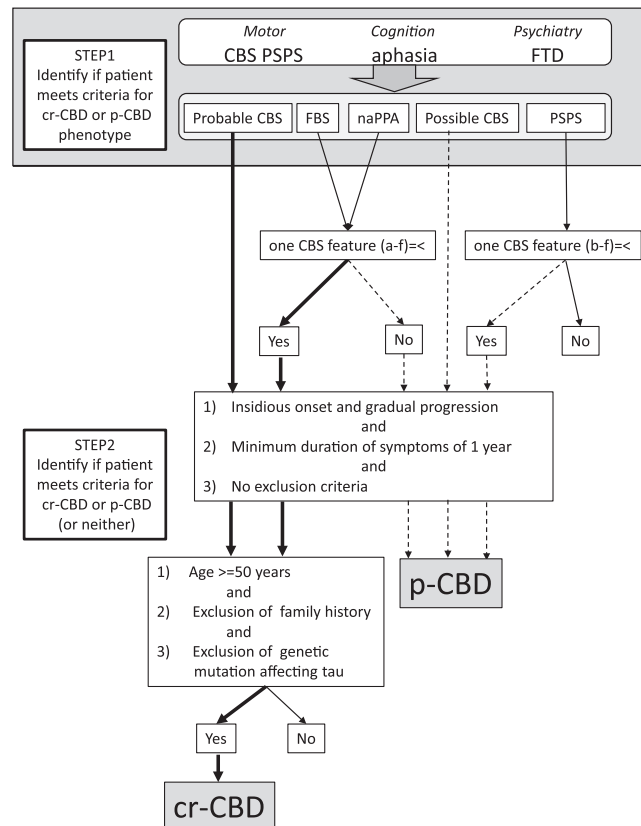 STEP1
Identify if patient
meets criteria for
cr-CBD or p-CBD
phenotype
Motor Cognition Psychiatry
CBS PSPS aphasia FTD
Probable CBS FBS naPPA Possible CBS PSPS
one CBS feature (a-f)=< one CBS feature (b-f)=<
Yes No Yes No
1) Insidious onset and gradual progression
and
2) Minimum duration of symptoms of 1 year
and
3) No exclusion criteria
STEP2
Identify if patient
meets criteria for
cr-CBD or p-CBD
(or neither)
1) Age >=50 years
and
2) Exclusion of family history
and
3) Exclusion of genetic
mutation affecting tau
p-CBD
Yes No
cr-CBD